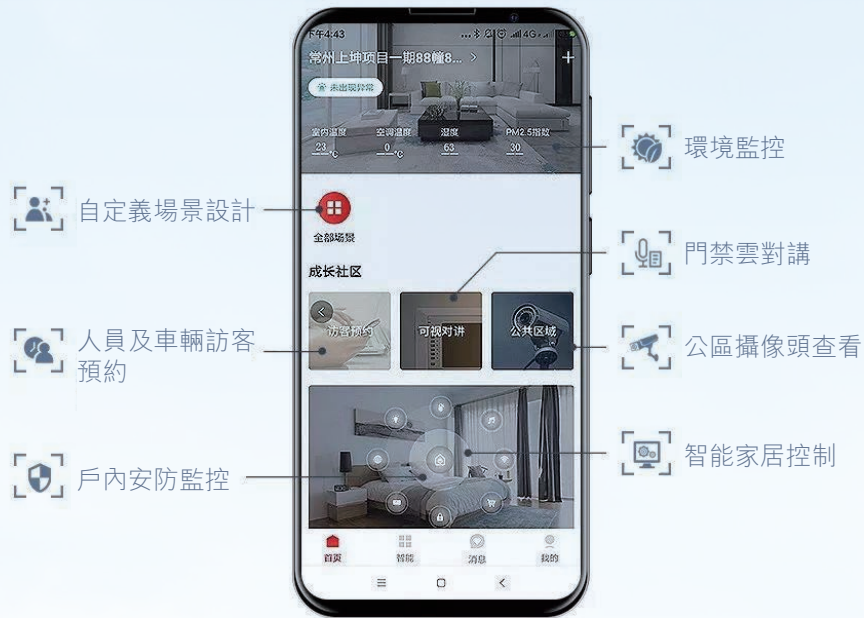 下午4:43
4G
常州上坤项目一期88幢8... >
+
未出现异常
室内温度 空调温度 湿度 PM2.5指数
23℃ 0℃ 63 30
環境監控
自定義場景設計
全部场景
門禁雲對講
成长社区
访客预约 可视对讲 公共区域
人員及車輛訪客
預約
公區攝像頭查看
戶內安防監控
智能家居控制
首页 智能 消息 我的